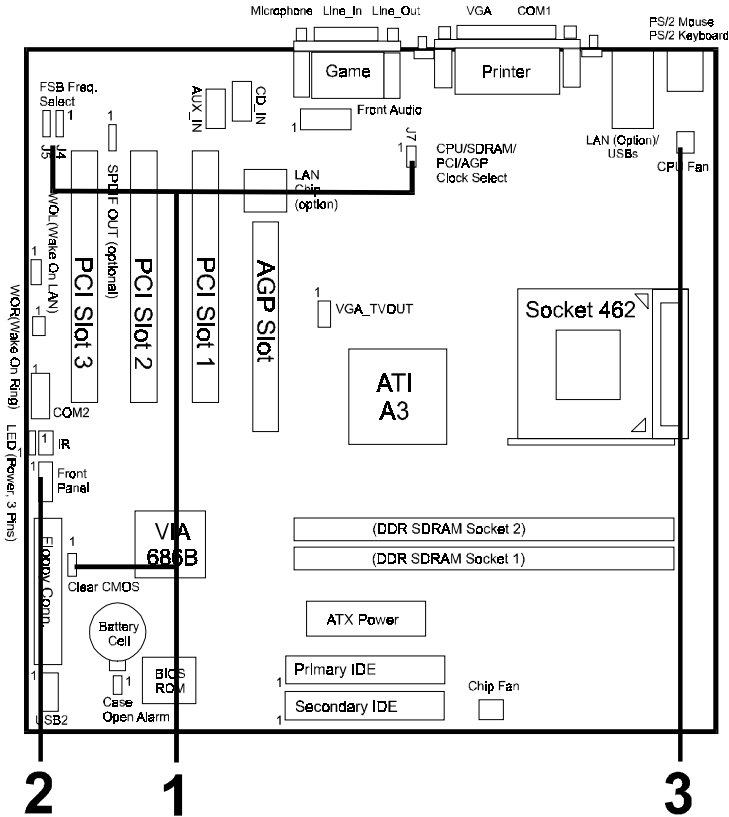 Microphone Line_In Line_Out
VGA COM1
PS/2 Mouse
PS/2 Keyboard
Game
Printer
FSB Freq.
Select
1
J5 J4
AUX_IN
CD_IN
1
Front Audio
J7
1
CPU/SDRAM/
PCI/AGP
Clock Select
LAN (Option)/
USBs
CPU Fan
1
SPDIF OUT (optional)
LAN
Chip
(option)
WOL(Wake On LAN)
1
WOR(Wake On Ring)
1
PCI Slot 3
PCI Slot 2
PCI Slot 1
AGP Slot
1
VGA_TVOUT
Socket 462
ATI
A3
1
COM2
1
1
IR
LED (Power, 3 Pins)
1
Front
Panel
VIA
686B
(DDR SDRAM Socket 2)
(DDR SDRAM Socket 1)
Floppy Conn.
1
1
Clear CMOS
Battery
Cell
ATX Power
BIOS
ROM
Primary IDE
1
Secondary IDE
1
Chip Fan
1
USB2
1
Case
Open Alarm
2
1
3